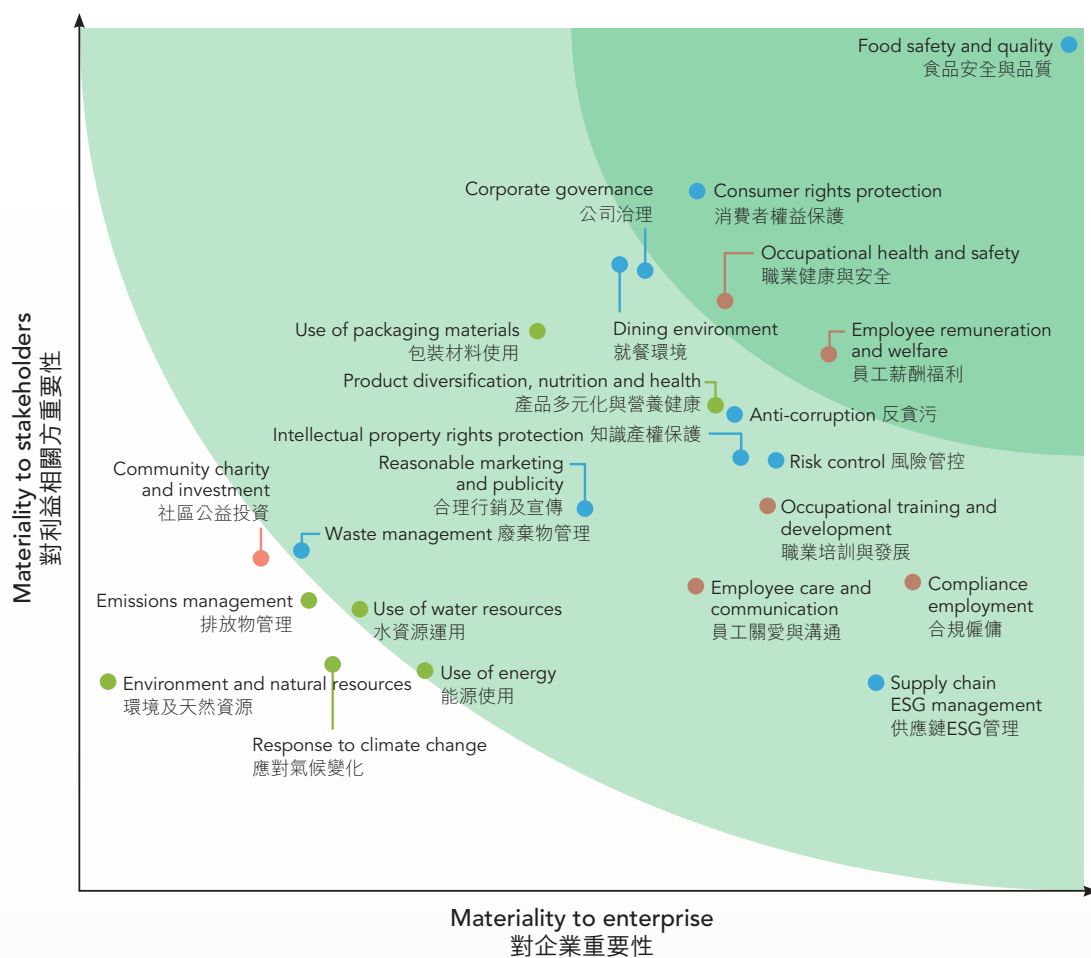 Food safety and quality
食品安全與品質
Corporate governance
公司治理
Consumer rights protection
消費者權益保護
Occupational health and safety
職業健康與安全
Use of packaging materials
包裝材料使用
Dining environment
就餐環境
Employee remuneration
and welfare
員工薪酬福利
Product diversification, nutrition and health
產品多元化與營養健康
Anti-corruption 反貪污
Intellectual property rights protection 知識產權保護
Risk control 風險管控
Reasonable marketing
and publicity
合理行銷及宣傳
Community charity
and investment
社區公益投資
Waste management 廢棄物管理
Occupational training and
development
職業培訓與發展
Emissions management
排放物管理
Use of water resources
水資源運用
Employee care and
communication
員工關愛與溝通
Compliance
employment
合規僱傭
Environment and natural resources
環境及天然資源
Use of energy
能源使用
Supply chain
ESG management
供應鏈ESG管理
Response to climate change
應對氣候變化
Materiality to stakeholders
對利益相關方重要性
Materiality to enterprise
對企業重要性